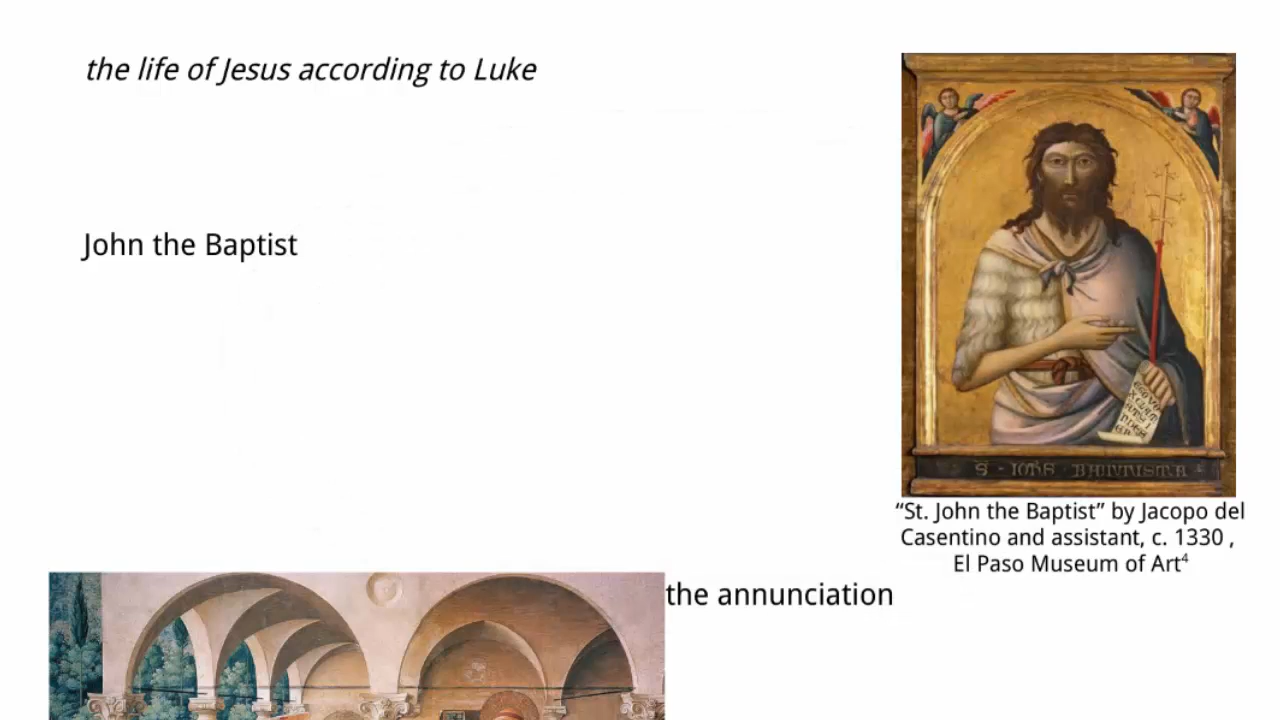 the life of Jesus according to Luke
John the Baptist
S - IOHS BAPTISTA
“St. John the Baptist” by Jacopo del
Casentino and assistant, c. 1330 ,
El Paso Museum of Art⁴
the annunciation